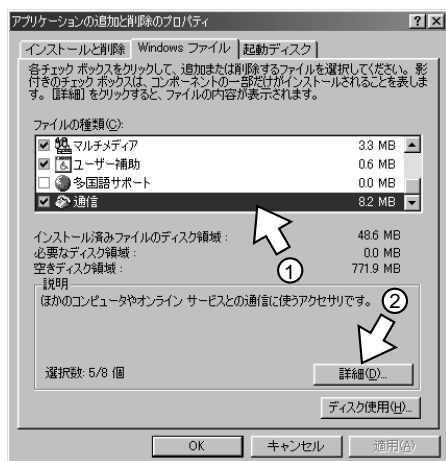 アプリケーションの追加と削除のプロパティ
? ×
インストールと削除 Windows ファイル 起動ディスク
各チェック ボックスをクリックして、追加または削除するファイルを選択してください。影
付きのチェック ボックスは、コンポーネントの一部だけがインストールされることを表しま
す。[詳細] をクリックすると、ファイルの内容が表示されます。
ファイルの種類(C):
マルチメディア 3.3 MB
ユーザー補助 0.6 MB
多国語サポート 0.0 MB
通信 8.2 MB
インストール済みファイルのディスク領域 : 48.6 MB
必要なディスク領域 : 0.0 MB
空きディスク領域 : 771.9 MB
①
説明
ほかのコンピュータやオンライン サービスとの通信に使うアクセサリです。
②
選択数: 5/8 個
詳細(D)...
ディスク使用(H)...
OK キャンセル 適用(A)